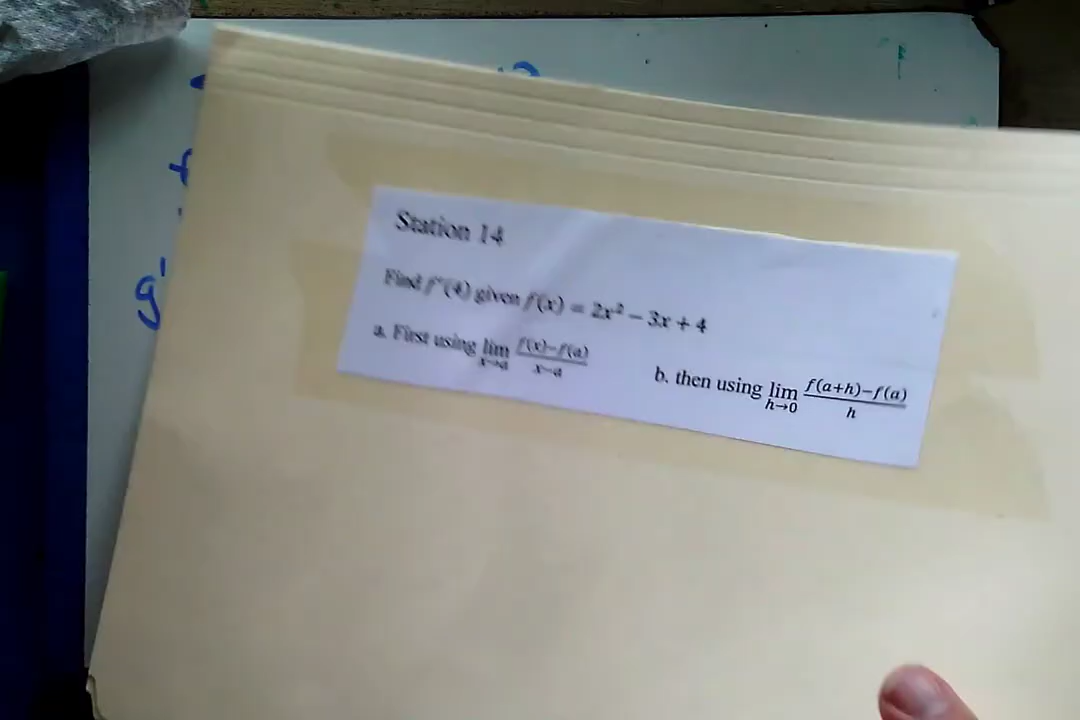 Station 14
Find f'(4) given f(x) = 2x² − 3x + 4
a. First using lim x→a f(x)−f(a) / x−a
b. then using lim h→0 f(a+h)−f(a) / h
g'